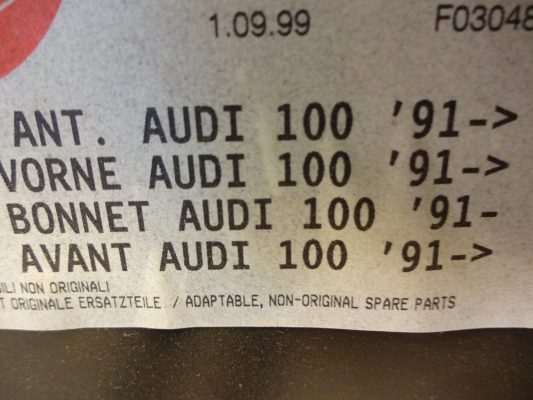 1.09.99 F03048
ANT. AUDI 100 '91->
VORNE AUDI 100 '91->
BONNET AUDI 100 '91-
AVANT AUDI 100 '91->
NON ORIGINALI
ORIGINALE ERSATZTEILE / ADAPTABLE, NON-ORIGINAL SPARE PARTS